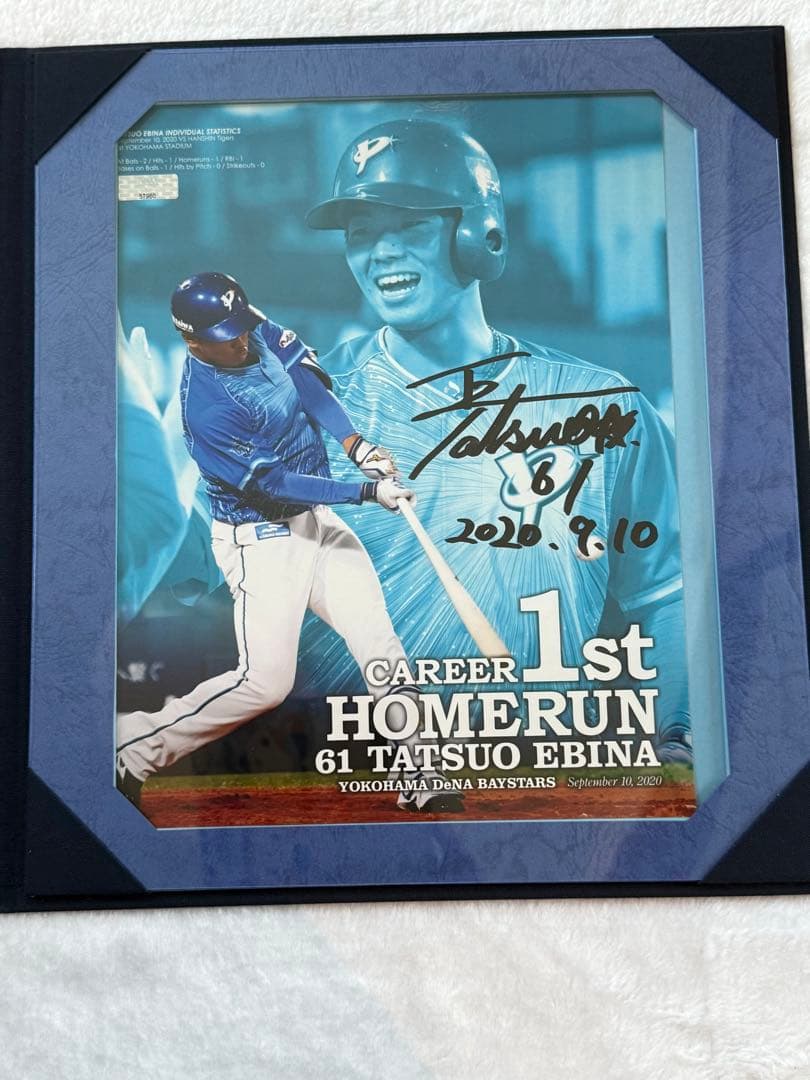 TSUO EBINA INDIVIDUAL STATISTICS
September 10, 2020 VS HANSHIN Tigers
YOKOHAMA STADIUM
At Bats - 2 / Hits - 1 / Homeruns - 1 / RBI - 1
Bases on Balls - 1 / Hits by Pitch - 0 / Strikeouts - 0
Tatsuo
61
2020.9.10
CAREER 1st
HOMERUN
61 TATSUO EBINA
YOKOHAMA DeNA BAYSTARS September 10, 2020